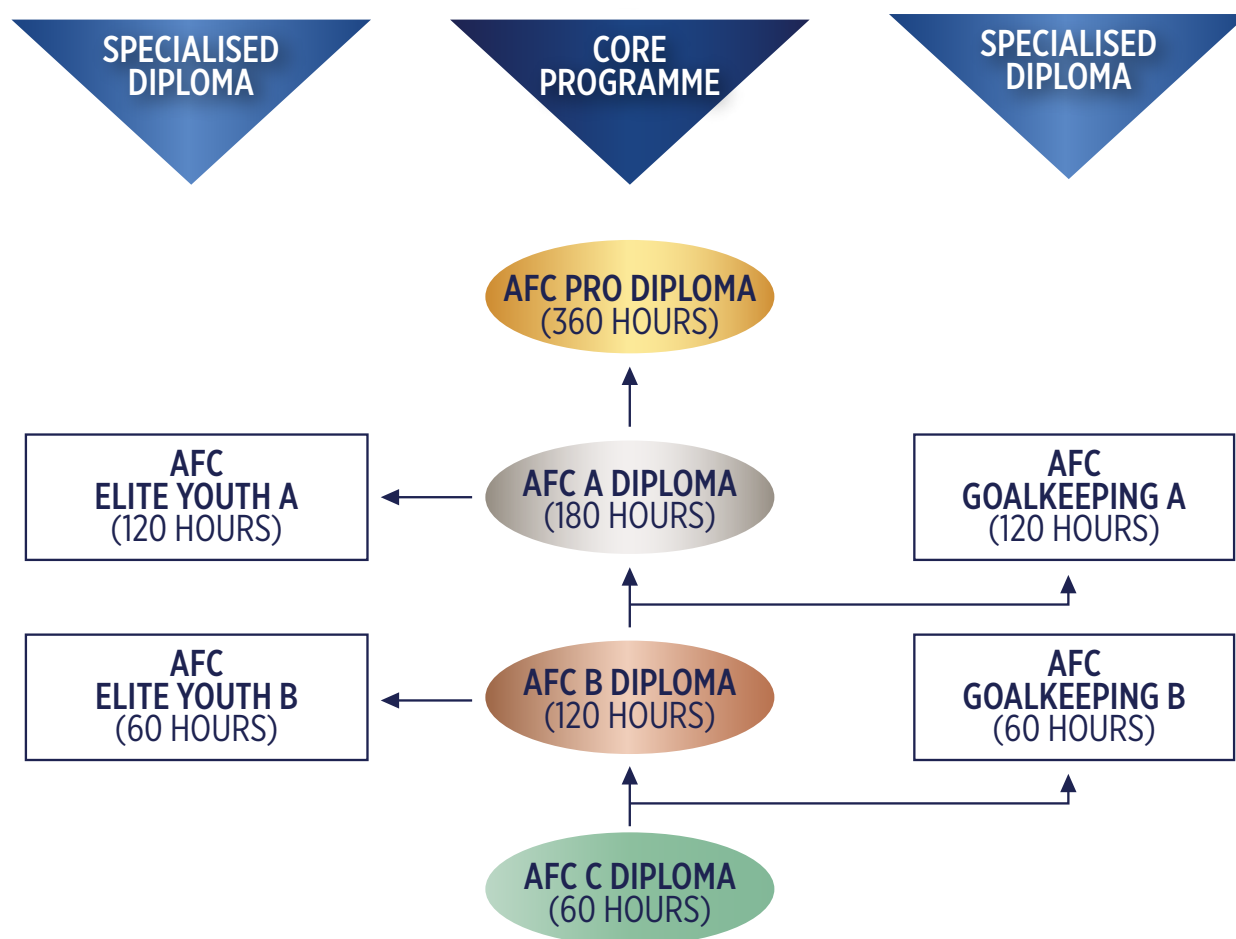 SPECIALISED
DIPLOMA
CORE
PROGRAMME
SPECIALISED
DIPLOMA
AFC PRO DIPLOMA
(360 HOURS)
AFC
ELITE YOUTH A
(120 HOURS)
AFC A DIPLOMA
(180 HOURS)
AFC
GOALKEEPING A
(120 HOURS)
AFC
ELITE YOUTH B
(60 HOURS)
AFC B DIPLOMA
(120 HOURS)
AFC
GOALKEEPING B
(60 HOURS)
AFC C DIPLOMA
(60 HOURS)